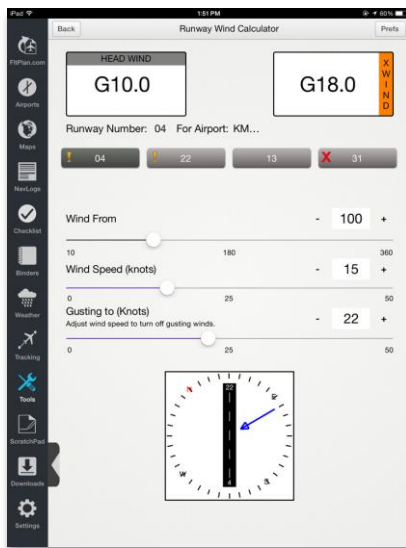 iPad 1:51 PM 60%
Back Runway Wind Calculator Prefs
FltPlan.com
Airports
Maps
NavLogs
Checklist
Binders
Weather
Tracking
Tools
ScratchPad
Downloads
Settings
HEAD WIND
G10.0
G18.0
XWIND
Runway Number: 04 For Airport: KM...
! 04 ! 22 13 X 31
Wind From - 100 +
10 180 360
Wind Speed (knots) - 15 +
0 25 50
Gusting to (Knots) - 22 +
Adjust wind speed to turn off gusting winds.
0 25 50
22
E
W
S
4